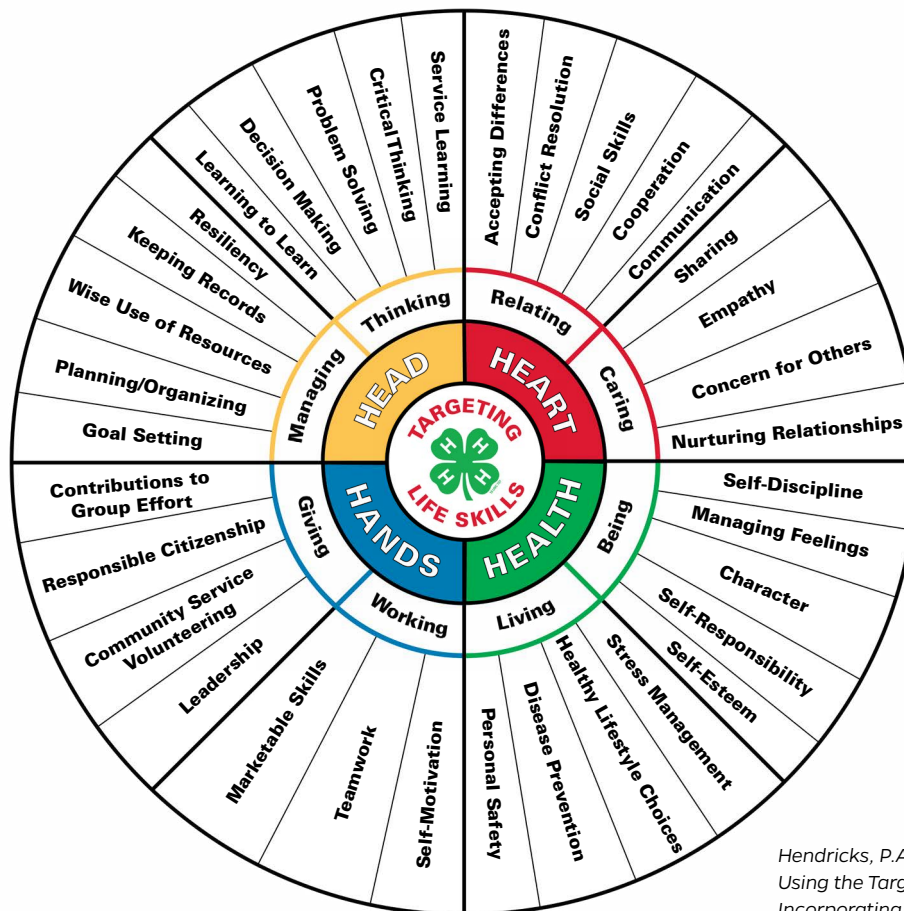 TARGETING
LIFE SKILLS
H H
H H
HEAD
HEART
HEALTH
HANDS
Thinking
Service Learning
Critical Thinking
Problem Solving
Decision Making
Learning to Learn
Managing
Resiliency
Keeping Records
Wise Use of Resources
Planning/Organizing
Goal Setting
Relating
Accepting Differences
Conflict Resolution
Social Skills
Cooperation
Communication
Caring
Sharing
Empathy
Concern for Others
Nurturing Relationships
Being
Self-Discipline
Managing Feelings
Character
Self-Responsibility
Self-Esteem
Living
Stress Management
Healthy Lifestyle Choices
Disease Prevention
Personal Safety
Working
Self-Motivation
Teamwork
Marketable Skills
Giving
Leadership
Community Service
Volunteering
Responsible Citizenship
Contributions to
Group Effort
Hendricks, P.A
Using the Targ
Incorporating